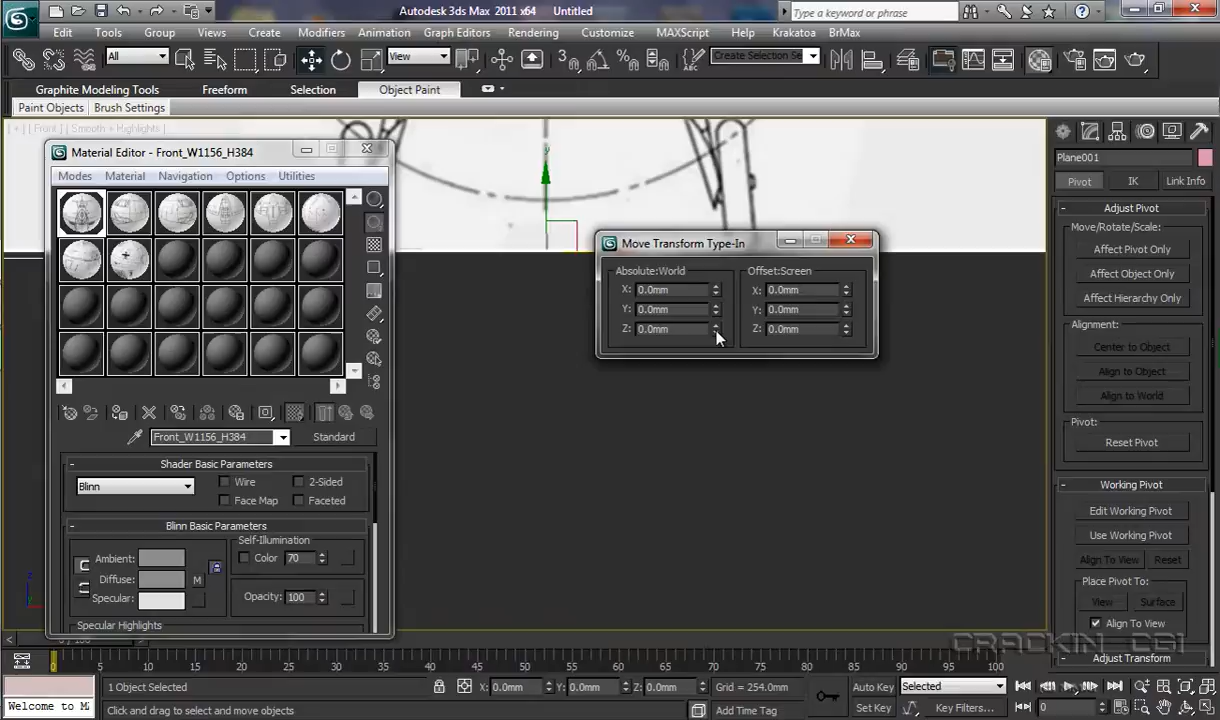 Autodesk 3ds Max 2011 x64 Untitled
Type a keyword or phrase
Edit Tools Group Views Create Modifiers Animation Graph Editors Rendering Customize MAXScript Help Krakatoa BrMax
All View Create Selection Se
Graphite Modeling Tools Freeform Selection Object Paint
Paint Objects Brush Settings
[ + ] [ Front ] [ Smooth + Highlights ]
Material Editor - Front_W1156_H384
Modes Material Navigation Options Utilities
Front_W1156_H384 Standard
- Shader Basic Parameters
Blinn Wire 2-Sided
Face Map Faceted
- Blinn Basic Parameters
Self-Illumination
Ambient: Color 70
Diffuse: M
Specular: Opacity: 100
Specular Highlights
Move Transform Type-In
Absolute:World Offset:Screen
X: 0.0mm X: 0.0mm
Y: 0.0mm Y: 0.0mm
Z: 0.0mm Z: 0.0mm
Plane001
Pivot IK Link Info
- Adjust Pivot
Move/Rotate/Scale:
Affect Pivot Only
Affect Object Only
Affect Hierarchy Only
Alignment:
Center to Object
Align to Object
Align to World
Pivot:
Reset Pivot
- Working Pivot
Edit Working Pivot
Use Working Pivot
Align To View Reset
Place Pivot To:
View Surface
Align To View
- Adjust Transform
CRACKIN CGI
0 5 10 15 20 25 30 35 40 45 50 55 60 65 70 75 80 85 90 95 100
1 Object Selected X: 0.0mm Y: 0.0mm Z: 0.0mm Grid = 254.0mm Auto Key Selected
Welcome to M Click and drag to select and move objects Add Time Tag Set Key Key Filters... 0